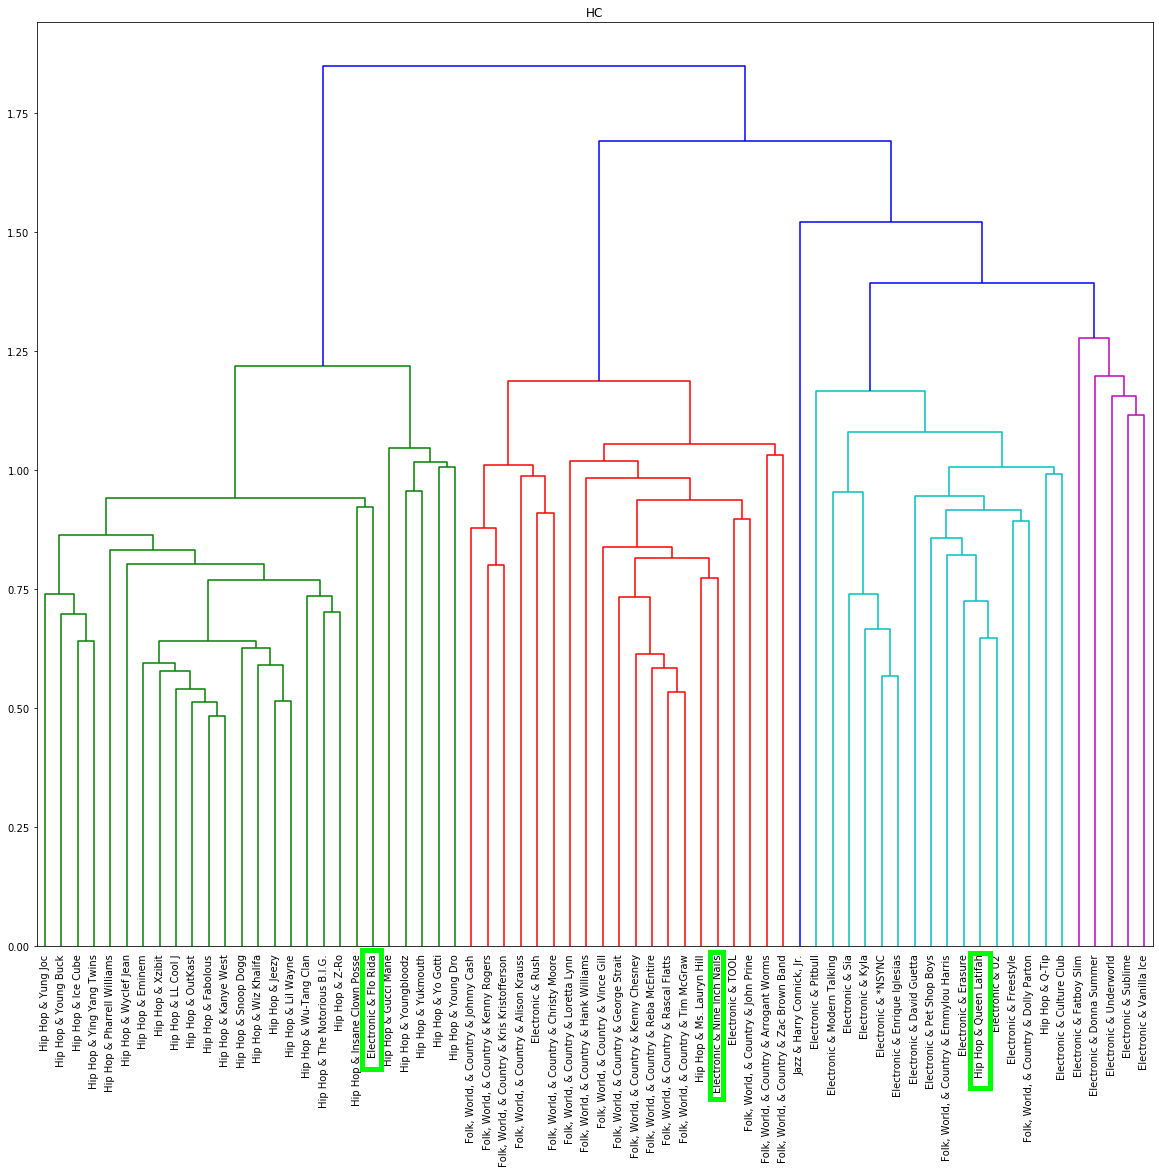 HC
1.75
1.50
1.25
1.00
0.75
0.50
0.25
0.00
Hip Hop & Yung Joc
Hip Hop & Young Buck
Hip Hop & Ice Cube
Hip Hop & Ying Yang Twins
Hip Hop & Pharrell Williams
Hip Hop & Wyclef Jean
Hip Hop & Eminem
Hip Hop & Xzibit
Hip Hop & LL Cool J
Hip Hop & OutKast
Hip Hop & Fabolous
Hip Hop & Kanye West
Hip Hop & Snoop Dogg
Hip Hop & Wiz Khalifa
Hip Hop & Jeezy
Hip Hop & Lil Wayne
Hip Hop & Wu-Tang Clan
Hip Hop & The Notorious B.I.G.
Hip Hop & Z-Ro
Hip Hop & Insane Clown Posse
Electronic & Flo Rida
Hip Hop & Gucci Mane
Hip Hop & Youngbloodz
Hip Hop & Yukmouth
Hip Hop & Yo Gotti
Hip Hop & Young Dro
Folk, World, & Country & Johnny Cash
Folk, World, & Country & Kenny Rogers
Folk, World, & Country & Kris Kristofferson
Folk, World, & Country & Alison Krauss
Electronic & Rush
Folk, World, & Country & Christy Moore
Folk, World, & Country & Loretta Lynn
Folk, World, & Country & Hank Williams
Folk, World, & Country & Vince Gill
Folk, World, & Country & George Strait
Folk, World, & Country & Kenny Chesney
Folk, World, & Country & Reba McEntire
Folk, World, & Country & Rascal Flatts
Folk, World, & Country & Tim McGraw
Hip Hop & Ms. Lauryn Hill
Electronic & Nine Inch Nails
Electronic & TOOL
Folk, World, & Country & John Prine
Folk, World, & Country & Arrogant Worms
Folk, World, & Country & Zac Brown Band
Jazz & Harry Connick, Jr.
Electronic & Pitbull
Electronic & Modern Talking
Electronic & Sia
Electronic & Kyla
Electronic & *NSYNC
Electronic & Enrique Iglesias
Electronic & David Guetta
Electronic & Pet Shop Boys
Folk, World, & Country & Emmylou Harris
Electronic & Erasure
Hip Hop & Queen Latifah
Electronic & U2
Electronic & Freestyle
Folk, World, & Country & Dolly Parton
Hip Hop & Q-Tip
Electronic & Culture Club
Electronic & Fatboy Slim
Electronic & Donna Summer
Electronic & Underworld
Electronic & Sublime
Electronic & Vanilla Ice